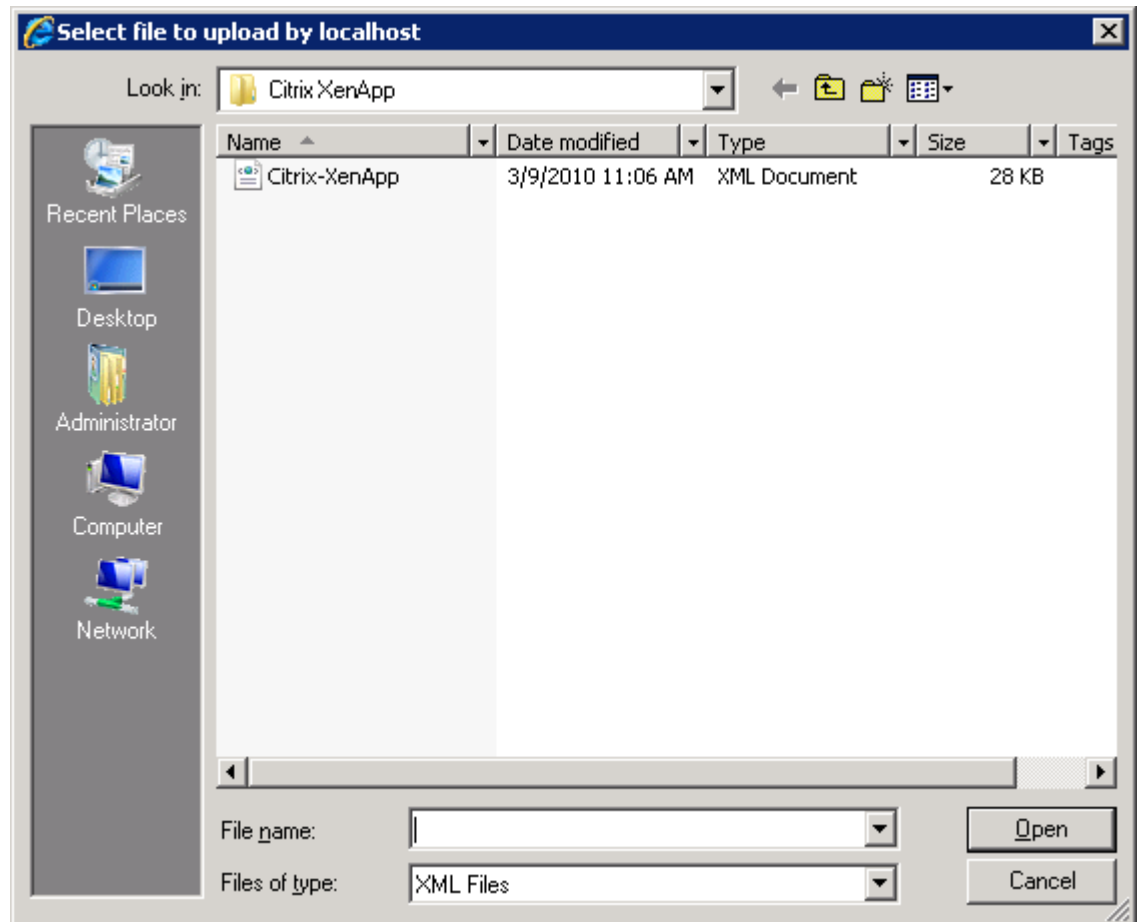 Select file to upload by localhost
Look in:
Citrix XenApp
Name
Date modified
Type
Size
Tags
Citrix-XenApp
3/9/2010 11:06 AM
XML Document
28 KB
Recent Places
Desktop
Administrator
Computer
Network
File name:
Open
Files of type:
XML Files
Cancel